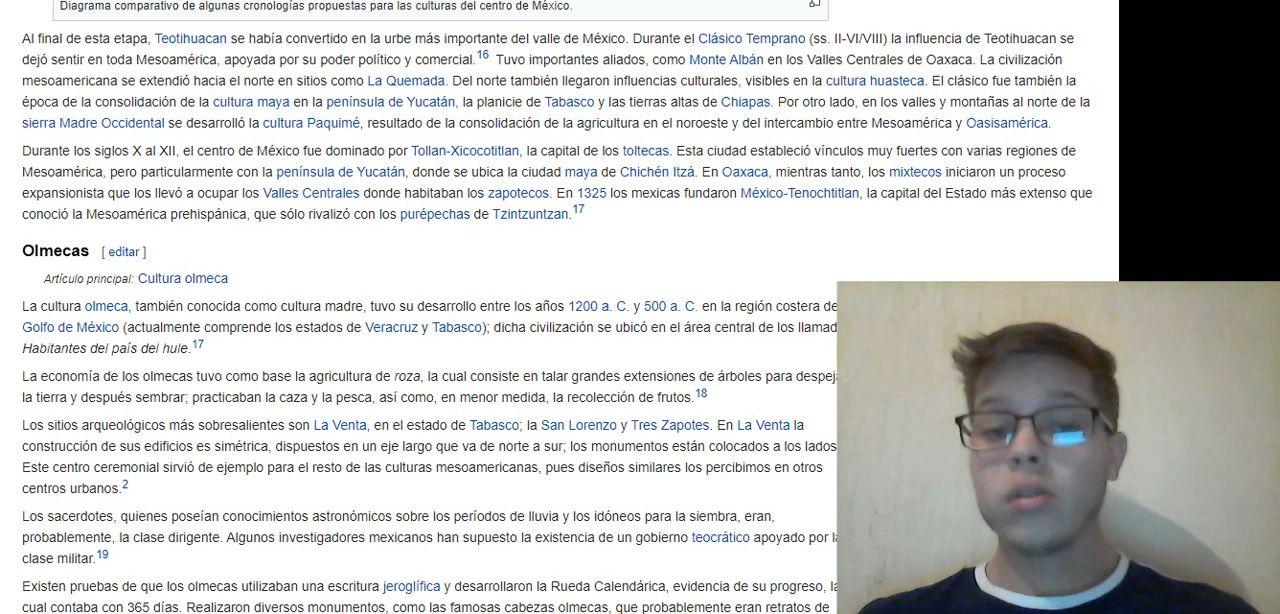 Diagrama comparativo de algunas cronologías propuestas para las culturas del centro de México.
Al final de esta etapa, Teotihuacan se había convertido en la urbe más importante del valle de México. Durante el Clásico Temprano (ss. II-VI/VIII) la influencia de Teotihuacan se
dejó sentir en toda Mesoamérica, apoyada por su poder político y comercial.16 Tuvo importantes aliados, como Monte Albán en los Valles Centrales de Oaxaca. La civilización
mesoamericana se extendió hacia el norte en sitios como La Quemada. Del norte también llegaron influencias culturales, visibles en la cultura huasteca. El clásico fue también la
época de la consolidación de la cultura maya en la península de Yucatán, la planicie de Tabasco y las tierras altas de Chiapas. Por otro lado, en los valles y montañas al norte de la
sierra Madre Occidental se desarrolló la cultura Paquimé, resultado de la consolidación de la agricultura en el noroeste y del intercambio entre Mesoamérica y Oasisamérica.
Durante los siglos X al XII, el centro de México fue dominado por Tollan-Xicocotitlan, la capital de los toltecas. Esta ciudad estableció vínculos muy fuertes con varias regiones de
Mesoamérica, pero particularmente con la península de Yucatán, donde se ubica la ciudad maya de Chichén Itzá. En Oaxaca, mientras tanto, los mixtecos iniciaron un proceso
expansionista que los llevó a ocupar los Valles Centrales donde habitaban los zapotecos. En 1325 los mexicas fundaron México-Tenochtitlan, la capital del Estado más extenso que
conoció la Mesoamérica prehispánica, que sólo rivalizó con los purépechas de Tzintzuntzan.17
Olmecas [ editar ]
Artículo principal: Cultura olmeca
La cultura olmeca, también conocida como cultura madre, tuvo su desarrollo entre los años 1200 a. C. y 500 a. C. en la región costera de
Golfo de México (actualmente comprende los estados de Veracruz y Tabasco); dicha civilización se ubicó en el área central de los llamad
Habitantes del país del hule.17
La economía de los olmecas tuvo como base la agricultura de roza, la cual consiste en talar grandes extensiones de árboles para despej
la tierra y después sembrar; practicaban la caza y la pesca, así como, en menor medida, la recolección de frutos.18
Los sitios arqueológicos más sobresalientes son La Venta, en el estado de Tabasco; la San Lorenzo y Tres Zapotes. En La Venta la
construcción de sus edificios es simétrica, dispuestos en un eje largo que va de norte a sur; los monumentos están colocados a los lados
Este centro ceremonial sirvió de ejemplo para el resto de las culturas mesoamericanas, pues diseños similares los percibimos en otros
centros urbanos.2
Los sacerdotes, quienes poseían conocimientos astronómicos sobre los períodos de lluvia y los idóneos para la siembra, eran,
probablemente, la clase dirigente. Algunos investigadores mexicanos han supuesto la existencia de un gobierno teocrático apoyado por la
clase militar.19
Existen pruebas de que los olmecas utilizaban una escritura jeroglífica y desarrollaron la Rueda Calendárica, evidencia de su progreso, la
cual contaba con 365 días. Realizaron diversos monumentos, como las famosas cabezas olmecas, que probablemente eran retratos de